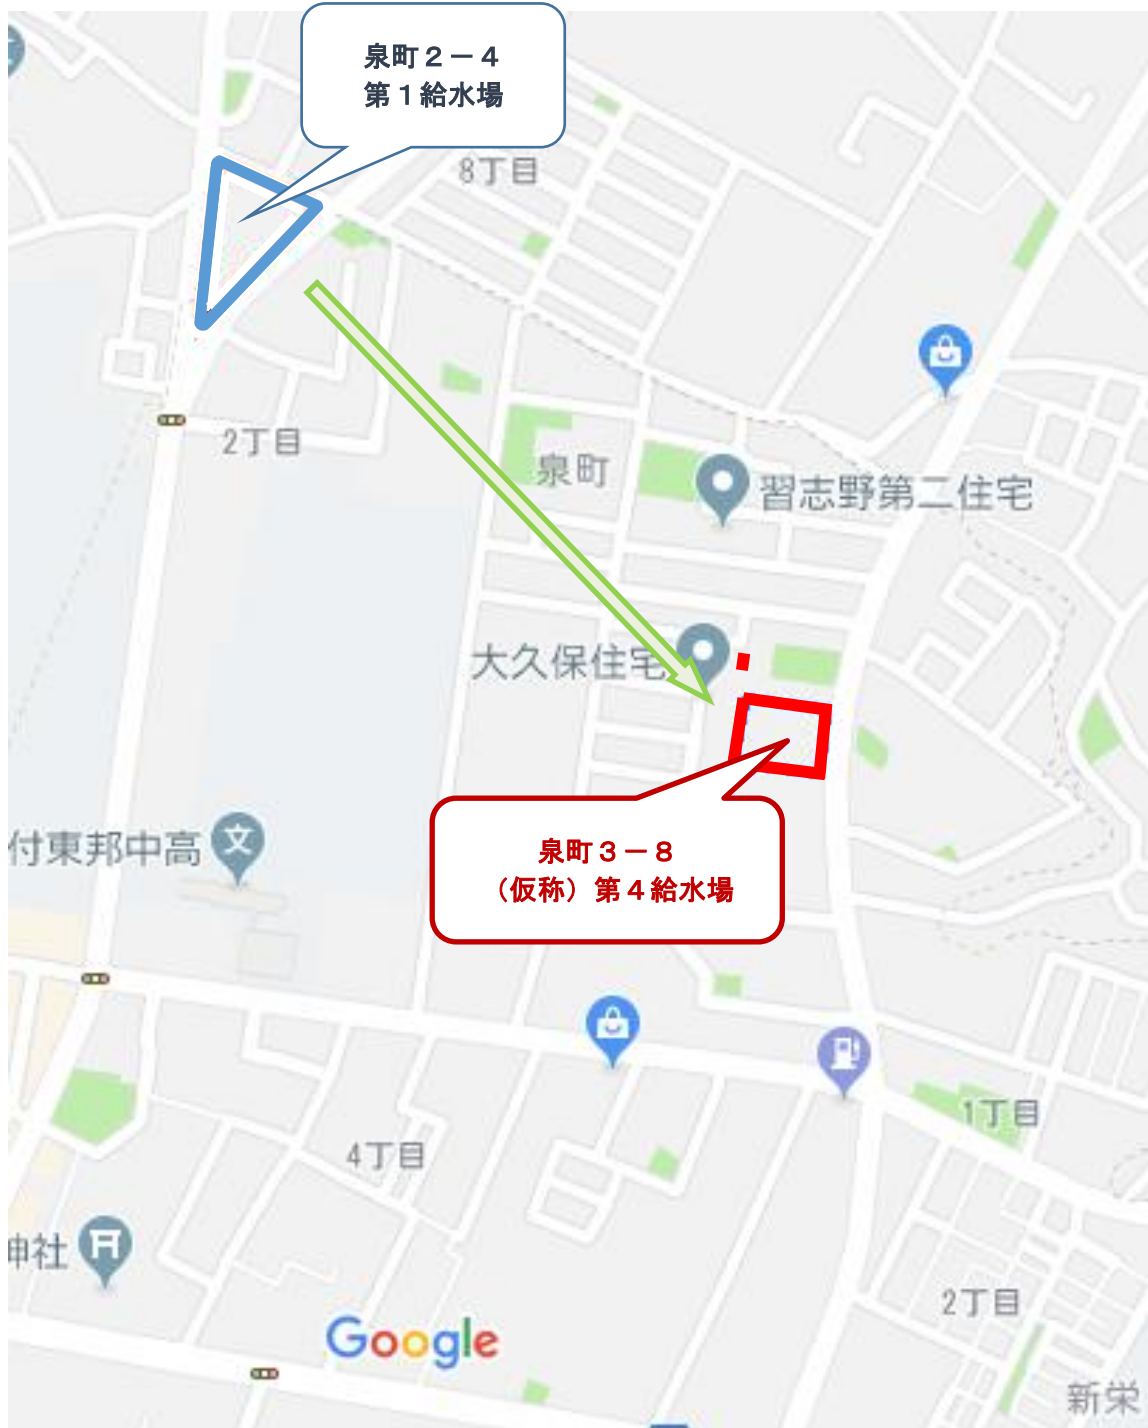 泉町２－４
第１給水場
8丁目
2丁目
泉町
習志野第二住宅
大久保住宅
泉町３－８
（仮称）第４給水場
付東邦中高
文
1丁目
4丁目
神社
2丁目
Google
新栄